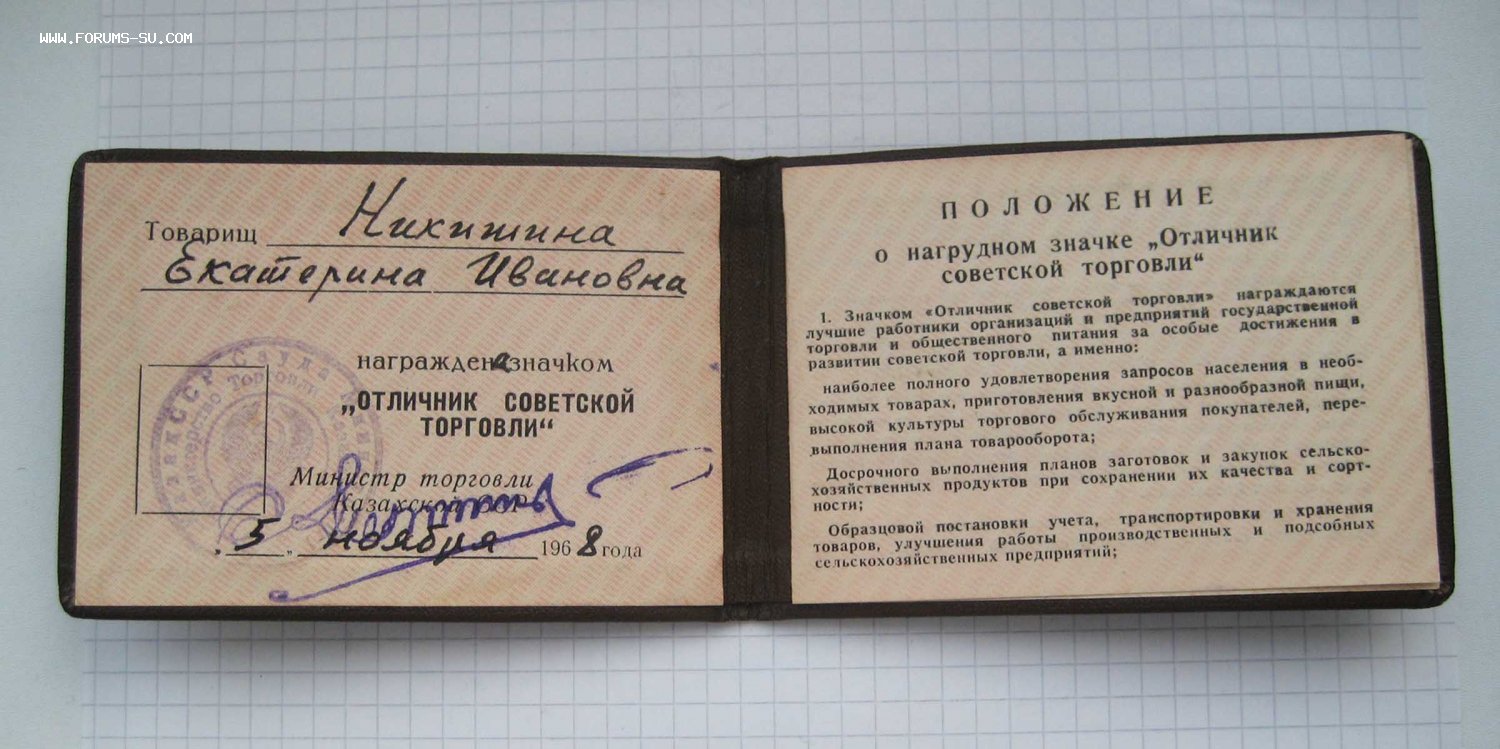 WWW.FORUMS-SU.COM
Товарищ Никишина
Екатерина Ивановна
награждена значком
„ОТЛИЧНИК СОВЕТСКОЙ
ТОРГОВЛИ“
Министр торговли
Казахской ССР
„5„ ноября 1968 года
ПОЛОЖЕНИЕ
о нагрудном значке „Отличник
советской торговли“
1. Значком «Отличник советской торговли» награждаются
лучшие работники организаций и предприятий государственной
торговли и общественного питания за особые достижения в
развитии советской торговли, а именно:
наиболее полного удовлетворения запросов населения в необ-
ходимых товарах, приготовления вкусной и разнообразной пищи,
высокой культуры торгового обслуживания покупателей, пере-
выполнения плана товарооборота;
Досрочного выполнения планов заготовок и закупок сельско-
хозяйственных продуктов при сохранении их качества и сорт-
ности;
Образцовой постановки учета, транспортировки и хранения
товаров, улучшения работы производственных и подсобных
сельскохозяйственных предприятий;